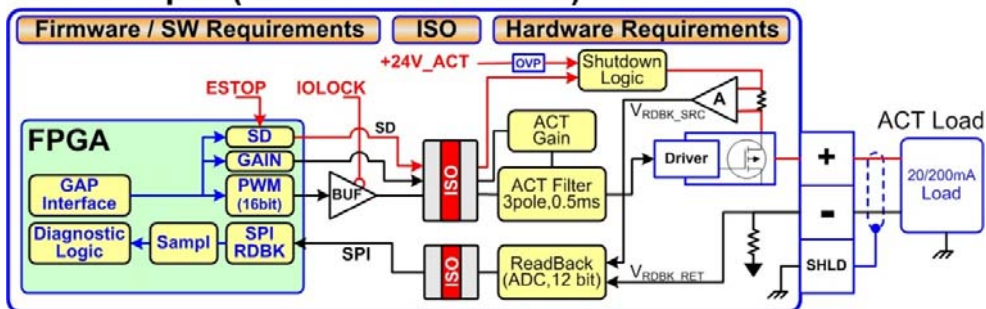 Firmware / SW Requirements
ISO
Hardware Requirements
+24V_ACT
OVP
Shutdown
Logic
ESTOP
IOLOCK
FPGA
SD
SD
GAIN
GAP
Interface
PWM
(16bit)
BUF
ISO
ACT
Gain
ACT Filter
3pole,0.5ms
A
VRDBK_SRC
Driver
+
-
SHLD
ACT Load
20/200mA
Load
Diagnostic
Logic
Sampl
SPI
RDBK
SPI
ISO
ReadBack
(ADC,12 bit)
VRDBK_RET